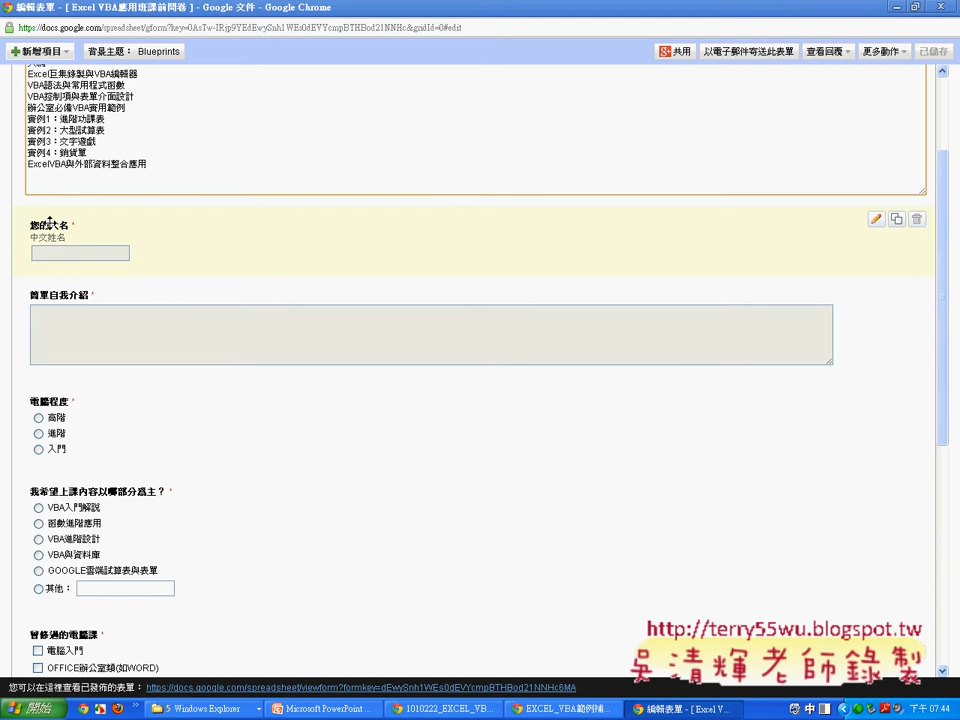 編輯表單 - [ Excel VBA應用班課前問卷 ] - Google 文件 - Google Chrome
新增項目
背景主題： Blueprints
共用
以電子郵件寄送此表單
查看回覆
更多動作
已儲存
Excel巨集錄製與VBA編輯器
VBA語法與常用程式函數
VBA控制項與表單介面設計
辦公室必備VBA實用範例
實例1：進階功課表
實例2：大型試算表
實例3：文字遊戲
實例4：銷貨單
ExcelVBA與外部資料整合應用
您的大名 *
中文姓名
簡單自我介紹 *
電腦程度 *
高階
進階
入門
我希望上課內容以哪部分為主？ *
VBA入門解說
函數進階應用
VBA進階設計
VBA與資料庫
GOOGLE雲端試算表與表單
其他：
曾修過的電腦課 *
電腦入門
OFFICE辦公室類(如WORD)
http://terry55wu.blogspot.tw
吳清輝老師錄製
您可以在這裡查看已發佈的表單： https://docs.google.com/spreadsheet/viewform?formkey=dEwySnh1WEs0dEVYcmpBTHBod21NNHc6MA
開始
5 Windows Explorer
Microsoft PowerPoint ...
1010222_EXCEL_VB...
EXCEL_VBA範例補...
編輯表單 - [ Excel V...
中
下午 07:44